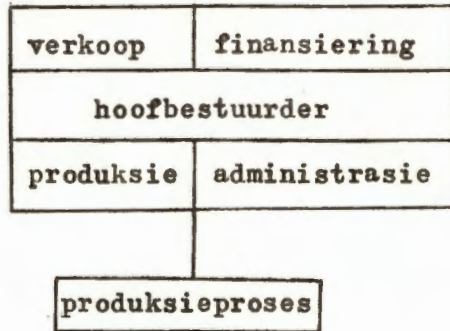 verkoop finansiering
hoofbestuurder
produksie administrasie
produksieproses